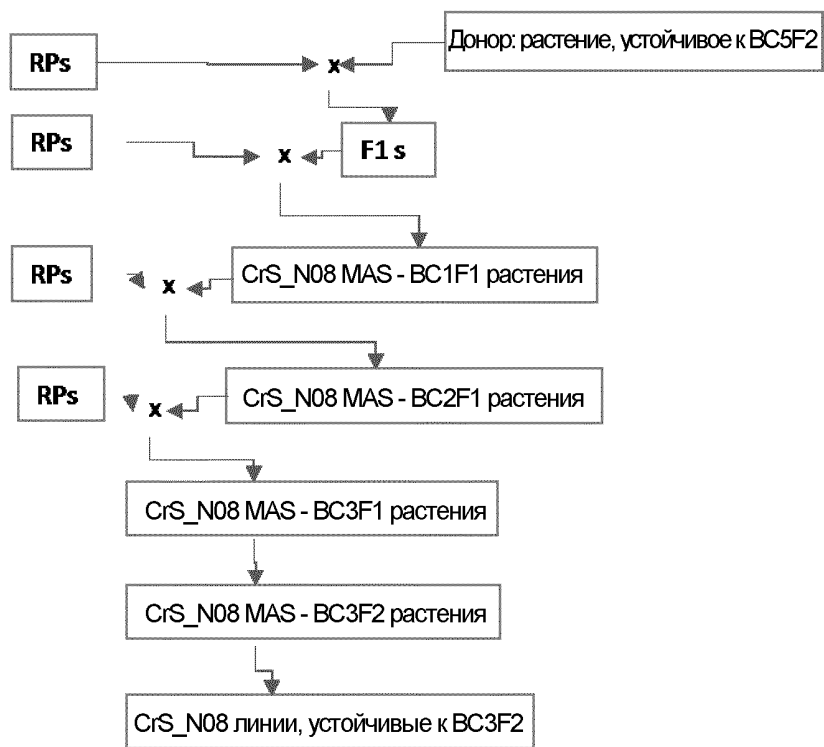 Донор: растение, устойчивое к BC5F2
RPs
x
RPs
x
F1 s
RPs
x
CrS_N08 MAS - BC1F1 растения
RPs
x
CrS_N08 MAS - BC2F1 растения
CrS_N08 MAS - BC3F1 растения
CrS_N08 MAS - BC3F2 растения
CrS_N08 линии, устойчивые к BC3F2